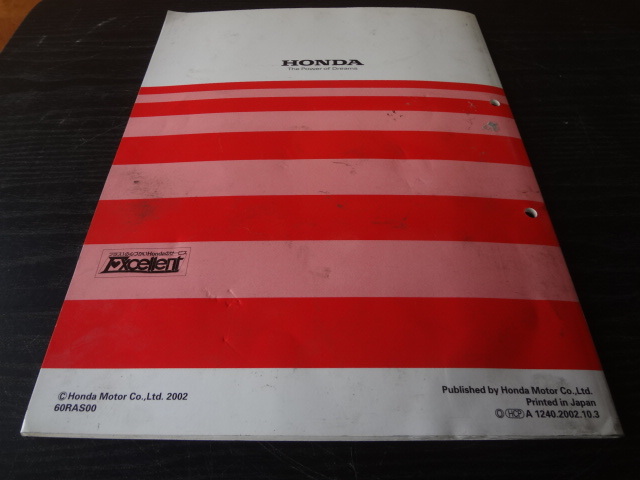 HONDA
The Power of Dreams
Excellent
© Honda Motor Co.,Ltd. 2002
60RAS00
Published by Honda Motor Co.,Ltd.
Printed in Japan
© HCP A 1240.2002.10.3